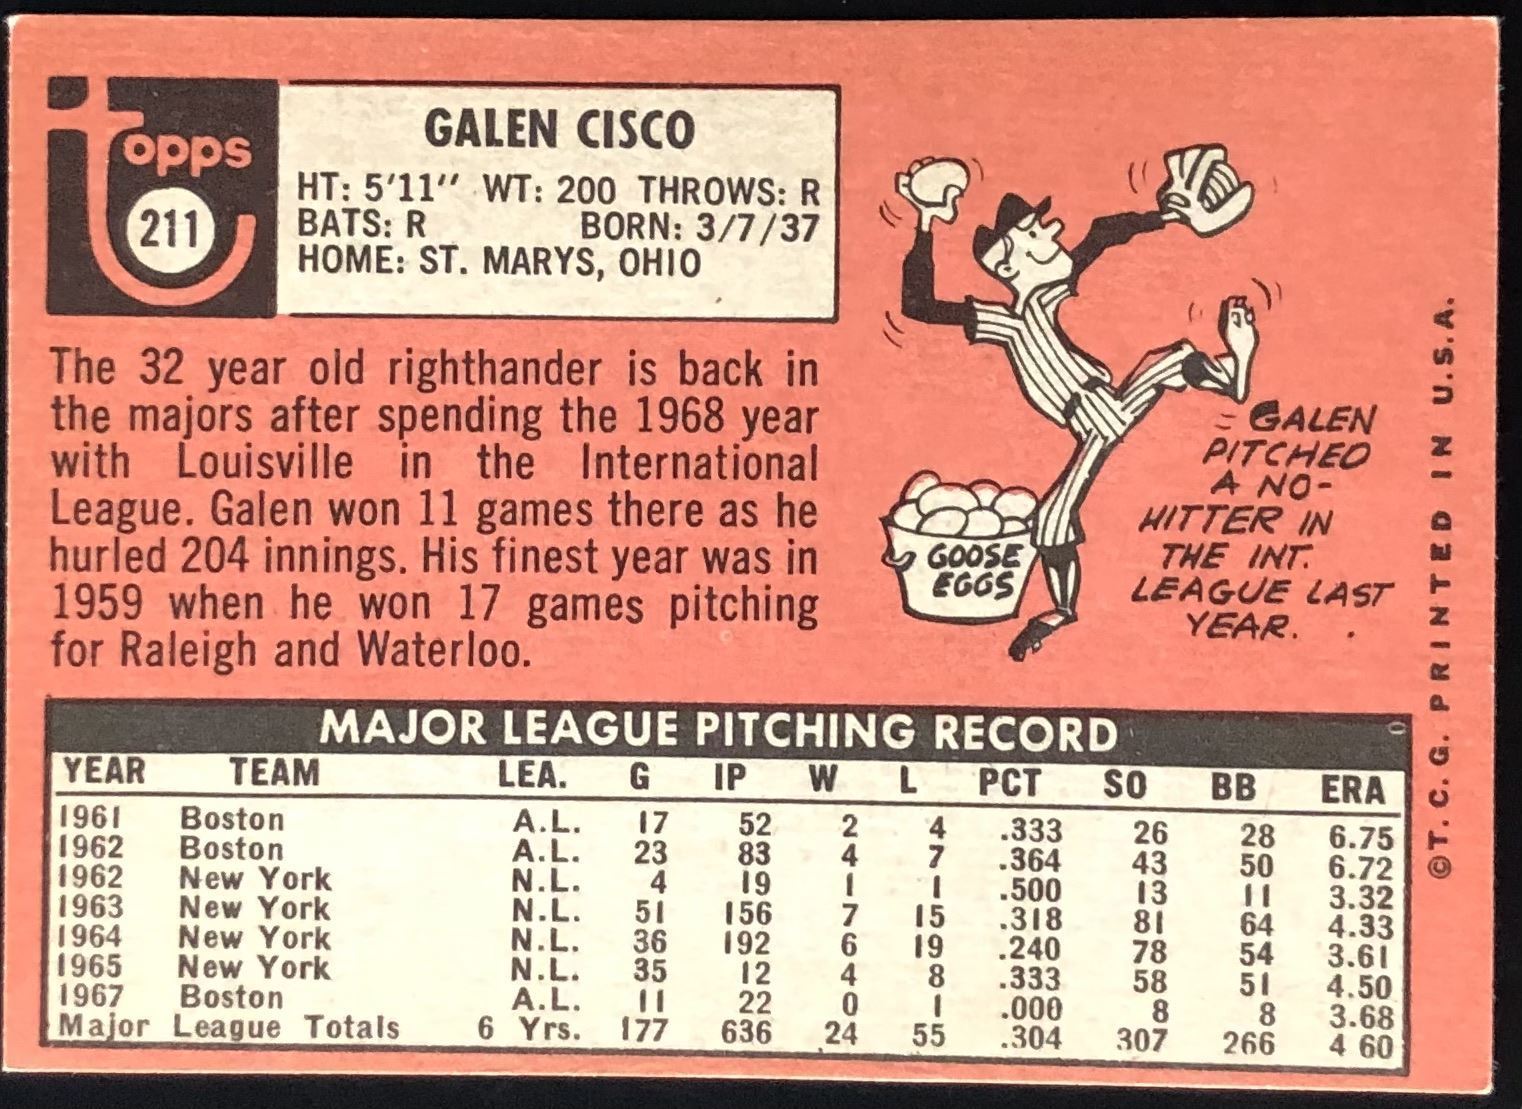 topps
211
GALEN CISCO
HT: 5'11" WT: 200 THROWS: R
BATS: R BORN: 3/7/37
HOME: ST. MARYS, OHIO
The 32 year old righthander is back in
the majors after spending the 1968 year
with Louisville in the International
League. Galen won 11 games there as he
hurled 204 innings. His finest year was in
1959 when he won 17 games pitching
for Raleigh and Waterloo.
GOOSE
EGGS
GALEN
PITCHED
A NO-
HITTER IN
THE INT.
LEAGUE LAST
YEAR.
MAJOR LEAGUE PITCHING RECORD
YEAR TEAM LEA. G IP W L PCT SO BB ERA
1961 Boston A.L. 17 52 2 4 .333 26 28 6.75
1962 Boston A.L. 23 83 4 7 .364 43 50 6.72
1962 New York N.L. 4 19 1 1 .500 13 11 3.32
1963 New York N.L. 51 156 7 15 .318 81 64 4.33
1964 New York N.L. 36 192 6 19 .240 78 54 3.61
1965 New York N.L. 35 12 4 8 .333 58 51 4.50
1967 Boston A.L. 11 22 0 1 .000 8 8 3.68
Major League Totals 6 Yrs. 177 636 24 55 .304 307 266 4 60
©T.C.G. PRINTED IN U.S.A.